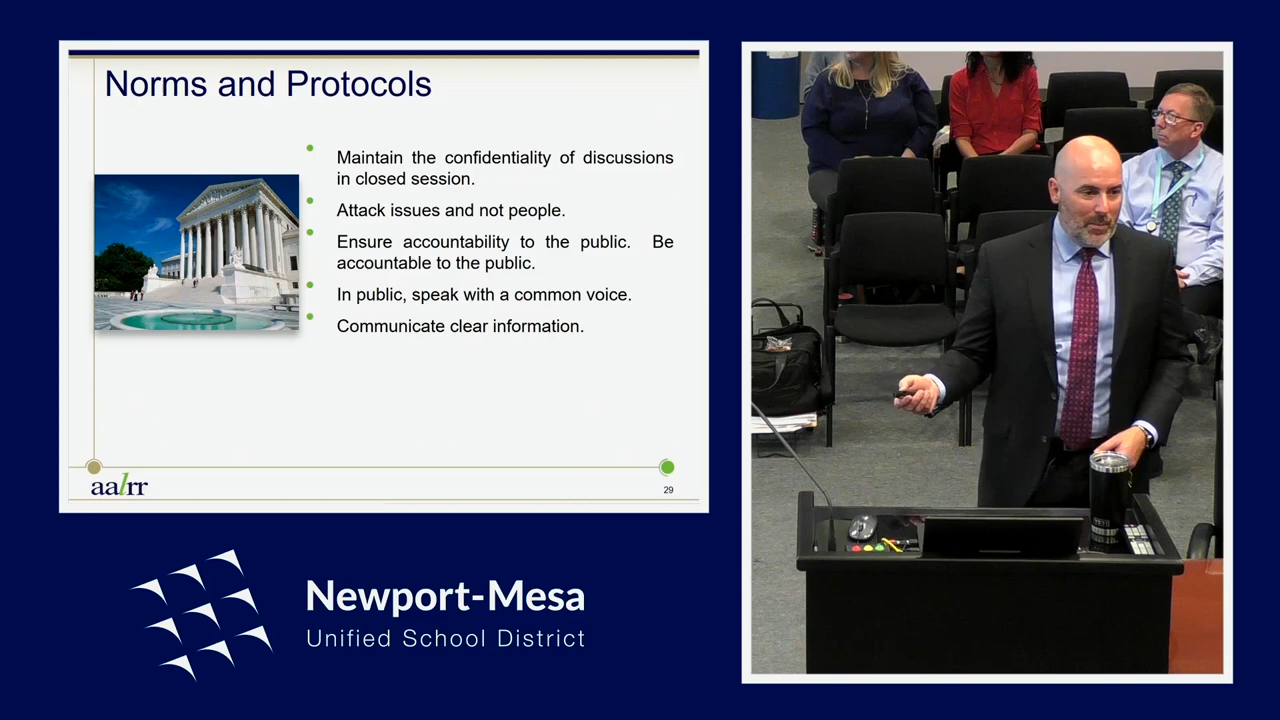 Norms and Protocols
Maintain the confidentiality of discussions
in closed session.
Attack issues and not people.
Ensure accountability to the public. Be
accountable to the public.
In public, speak with a common voice.
Communicate clear information.
aalrr
29
Newport-Mesa
Unified School District
YETI